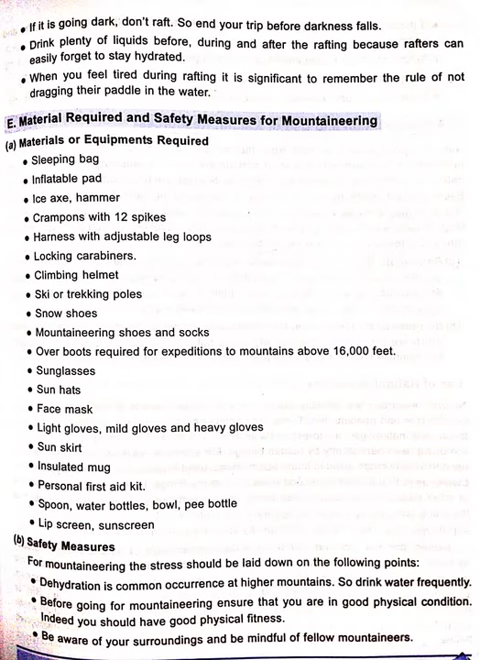 • If it is going dark, don't raft. So end your trip before darkness falls.
• Drink plenty of liquids before, during and after the rafting because rafters can
easily forget to stay hydrated.
• When you feel tired during rafting it is significant to remember the rule of not
dragging their paddle in the water.
E. Material Required and Safety Measures for Mountaineering
(a) Materials or Equipments Required
• Sleeping bag
• Inflatable pad
• Ice axe, hammer
• Crampons with 12 spikes
• Harness with adjustable leg loops
• Locking carabiners.
• Climbing helmet
• Ski or trekking poles
• Snow shoes
• Mountaineering shoes and socks
• Over boots required for expeditions to mountains above 16,000 feet.
• Sunglasses
• Sun hats
• Face mask
• Light gloves, mild gloves and heavy gloves
• Sun skirt
• Insulated mug
• Personal first aid kit.
• Spoon, water bottles, bowl, pee bottle
• Lip screen, sunscreen
(b) Safety Measures
For mountaineering the stress should be laid down on the following points:
• Dehydration is common occurrence at higher mountains. So drink water frequently.
• Before going for mountaineering ensure that you are in good physical condition.
Indeed you should have good physical fitness.
• Be aware of your surroundings and be mindful of fellow mountaineers.